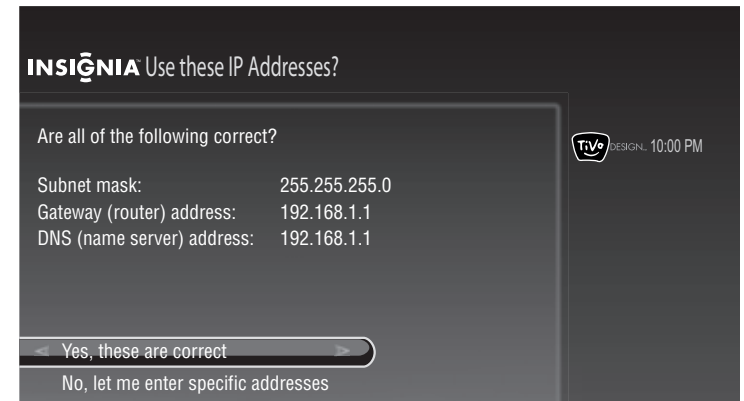 INSIGNIA™ Use these IP Addresses?
Are all of the following correct?
TiVo DESIGN.. 10:00 PM
Subnet mask: 255.255.255.0
Gateway (router) address: 192.168.1.1
DNS (name server) address: 192.168.1.1
Yes, these are correct
No, let me enter specific addresses